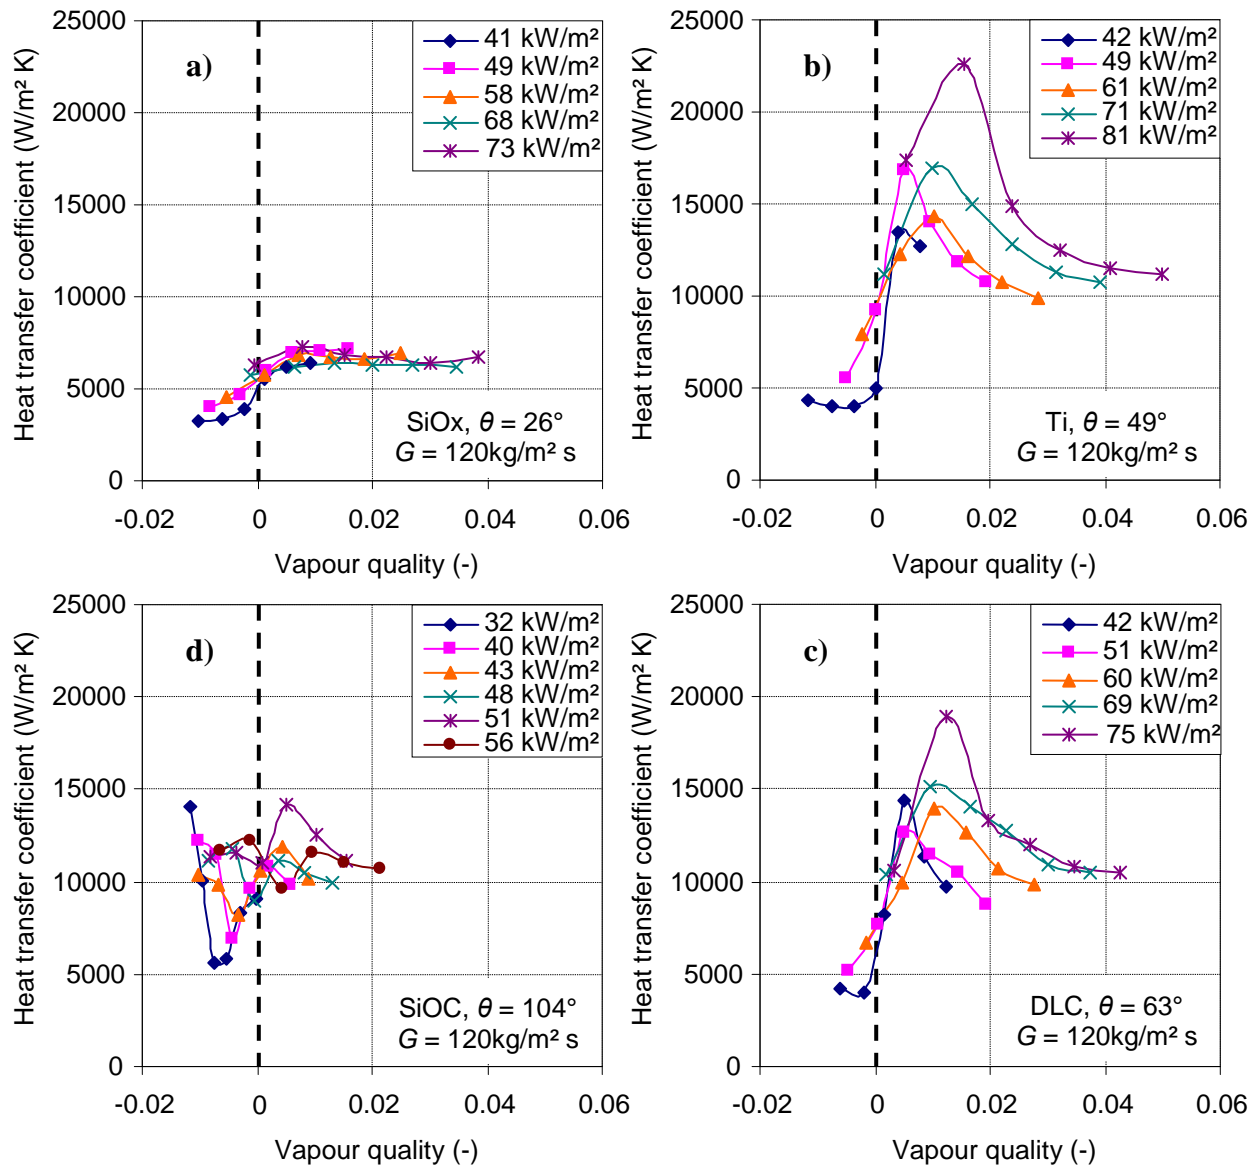 25000
20000
15000
10000
5000
0
-0.02
0
0.02
0.04
0.06
Heat transfer coefficient (W/m² K)
Vapour quality (-)
a)
41 kW/m²
49 kW/m²
58 kW/m²
68 kW/m²
73 kW/m²
SiOx, θ = 26°
G = 120kg/m² s
25000
20000
15000
10000
5000
0
-0.02
0
0.02
0.04
0.06
Heat transfer coefficient (W/m² K)
Vapour quality (-)
b)
42 kW/m²
49 kW/m²
61 kW/m²
71 kW/m²
81 kW/m²
Ti, θ = 49°
G = 120kg/m² s
25000
20000
15000
10000
5000
0
-0.02
0
0.02
0.04
0.06
Heat transfer coefficient (W/m² K)
Vapour quality (-)
d)
32 kW/m²
40 kW/m²
43 kW/m²
48 kW/m²
51 kW/m²
56 kW/m²
SiOC, θ = 104°
G = 120kg/m² s
25000
20000
15000
10000
5000
0
-0.02
0
0.02
0.04
0.06
Heat transfer coefficient (W/m² K)
Vapour quality (-)
c)
42 kW/m²
51 kW/m²
60 kW/m²
69 kW/m²
75 kW/m²
DLC, θ = 63°
G = 120kg/m² s